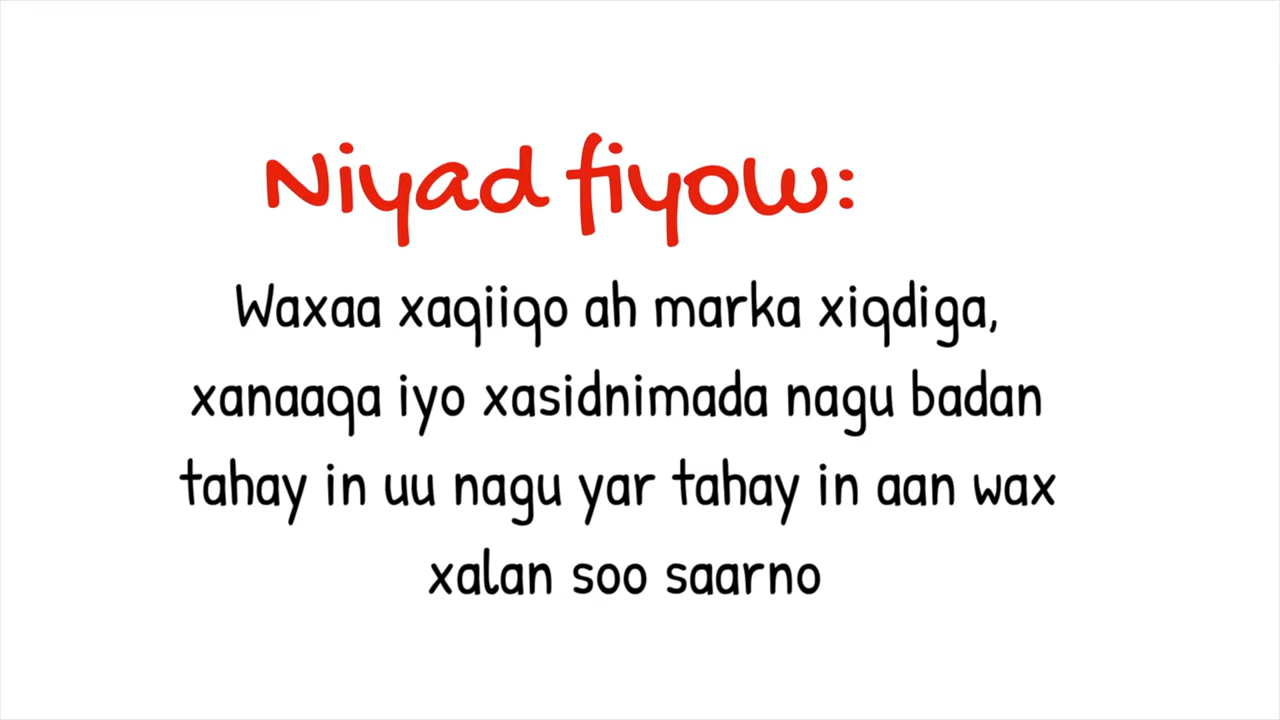 Niyad fiyow:
Waxaa xaqiiqo ah marka xiqdiga,
xanaaqa iyo xasidnimada nagu badan
tahay in uu nagu yar tahay in aan wax
xalan soo saarno